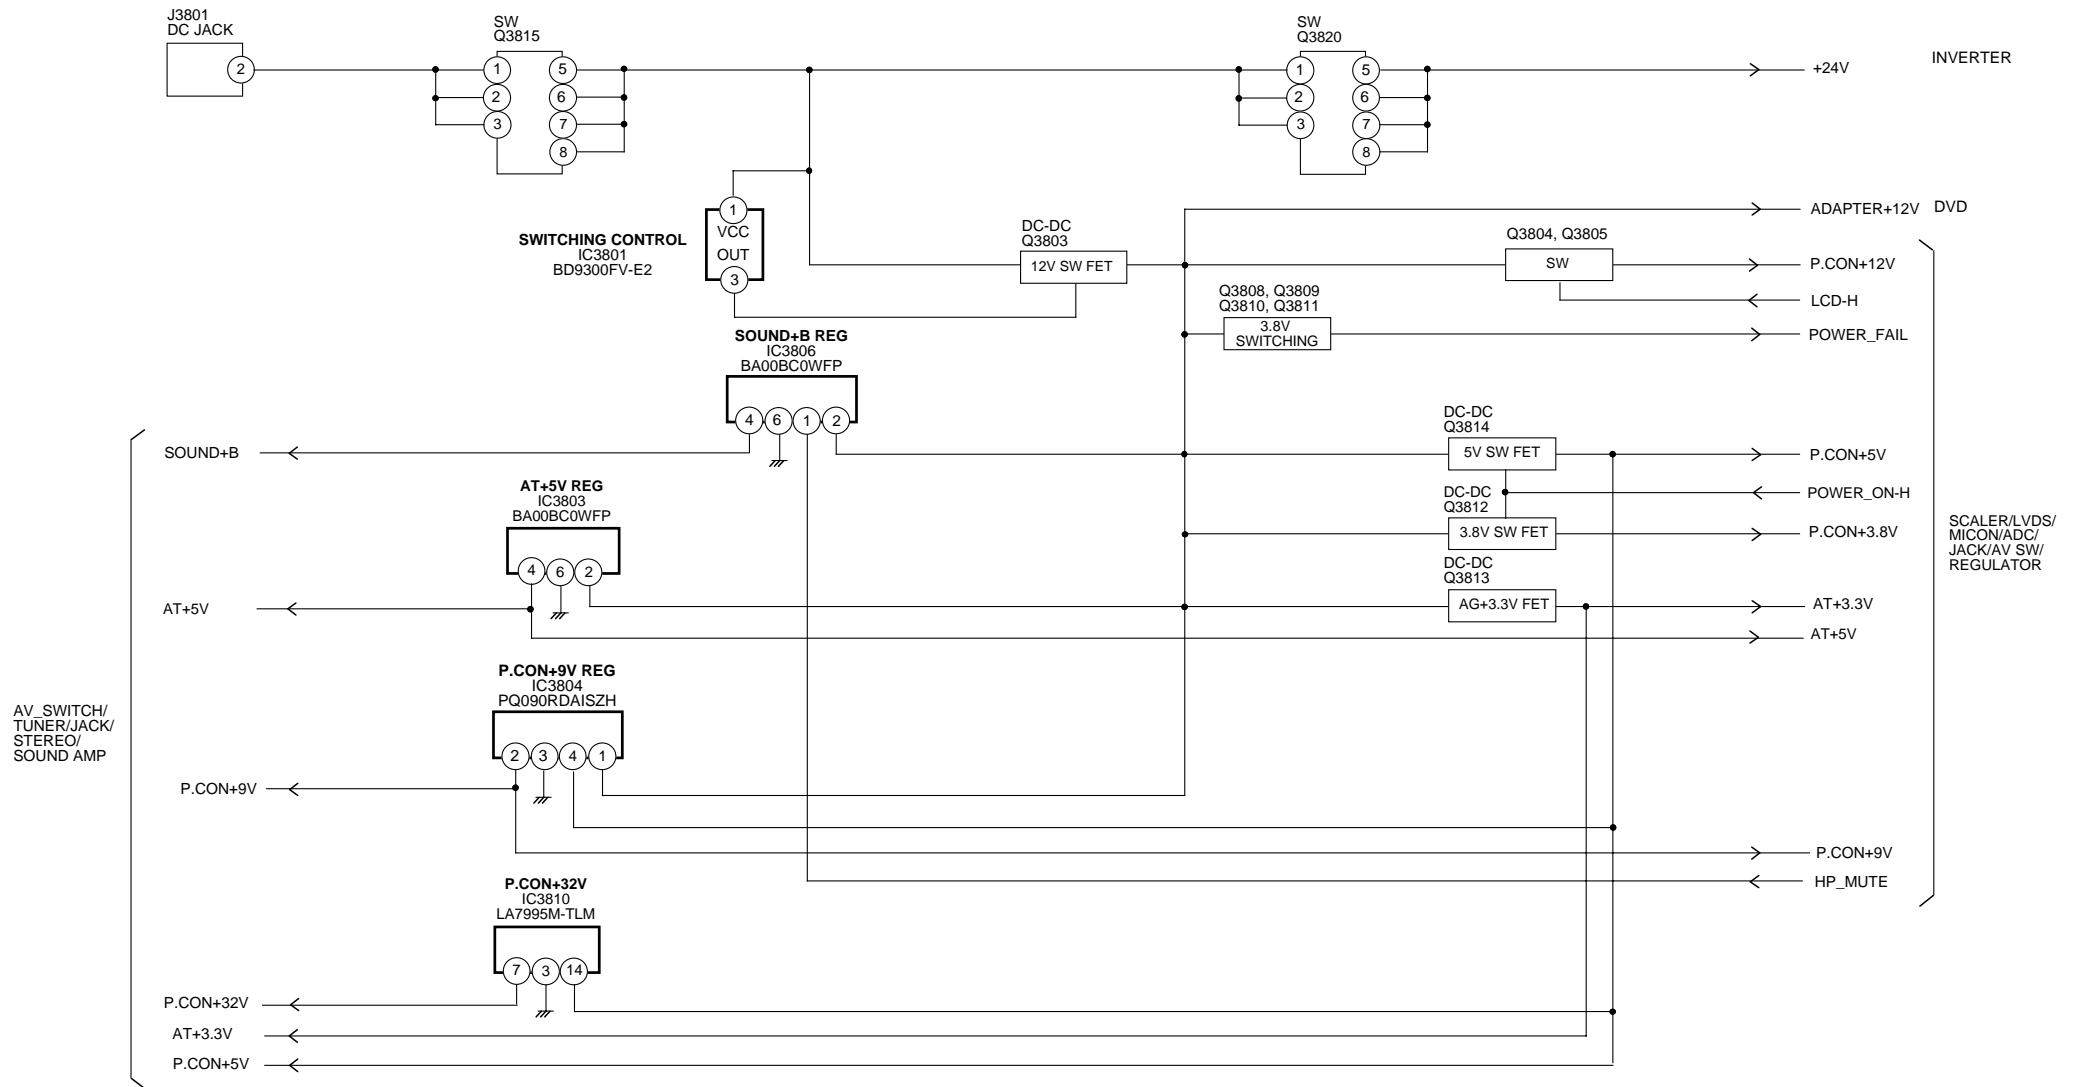 J3801
DC JACK
2
SW
Q3815
1
5
2
6
3
7
8
SW
Q3820
1
5
2
6
3
7
8
+24V
INVERTER
SWITCHING CONTROL
IC3801
BD9300FV-E2
1
VCC
OUT
3
DC-DC
Q3803
12V SW FET
ADAPTER+12V
DVD
Q3804, Q3805
SW
P.CON+12V
LCD-H
Q3808, Q3809
Q3810, Q3811
3.8V
SWITCHING
POWER_FAIL
SOUND+B REG
IC3806
BA00BC0WFP
4 6 1 2
SOUND+B
DC-DC
Q3814
5V SW FET
P.CON+5V
POWER_ON-H
DC-DC
Q3812
3.8V SW FET
P.CON+3.8V
AT+5V REG
IC3803
BA00BC0WFP
4 6 2
AT+5V
DC-DC
Q3813
AG+3.3V FET
AT+3.3V
AT+5V
SCALER/LVDS/
MICON/ADC/
JACK/AV SW/
REGULATOR
P.CON+9V REG
IC3804
PQ090RDAISZH
2 3 4 1
AV_SWITCH/
TUNER/JACK/
STEREO/
SOUND AMP
P.CON+9V
P.CON+9V
HP_MUTE
P.CON+32V
IC3810
LA7995M-TLM
7 3 14
P.CON+32V
AT+3.3V
P.CON+5V